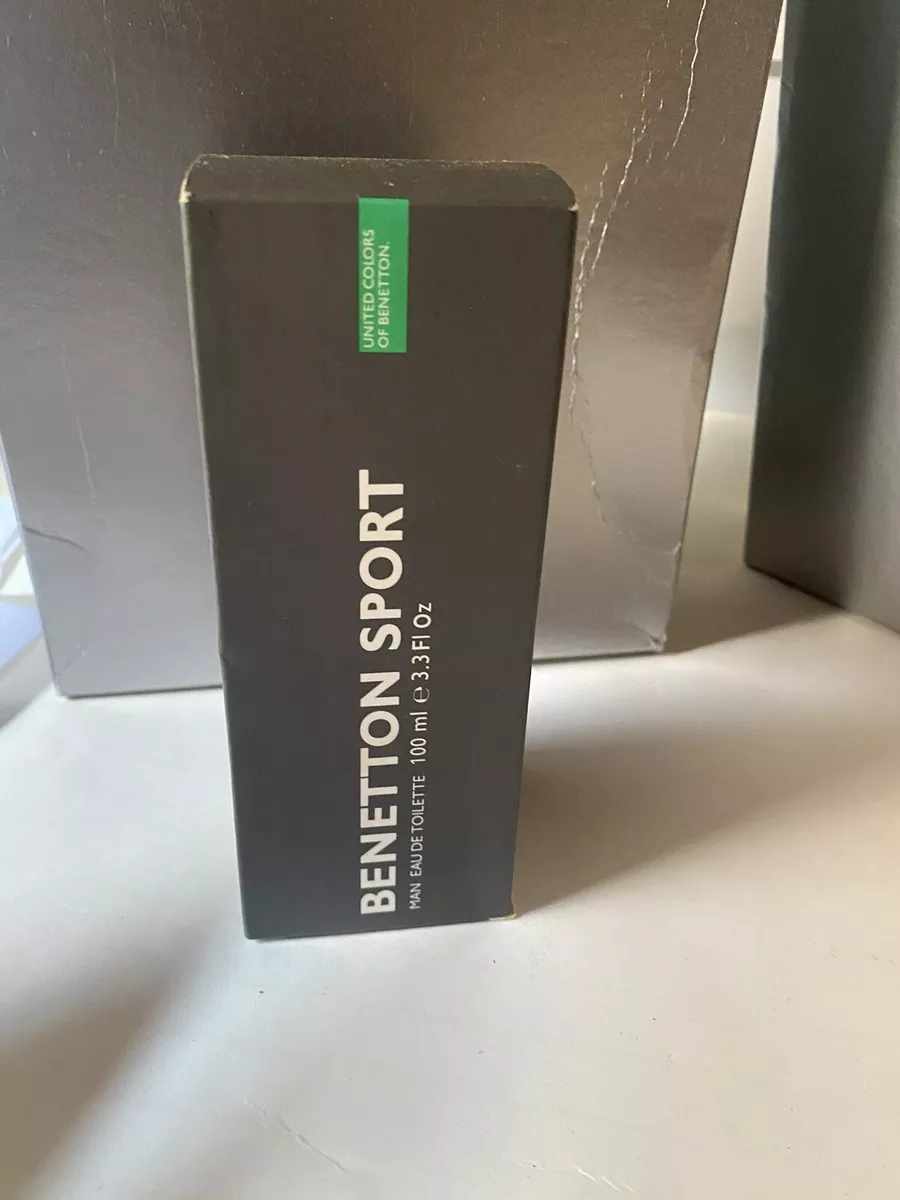 UNITED COLORS
OF BENETTON.
BENETTON SPORT
MAN EAU DE TOILETTE 100 ml ℮ 3.3 Fl Oz